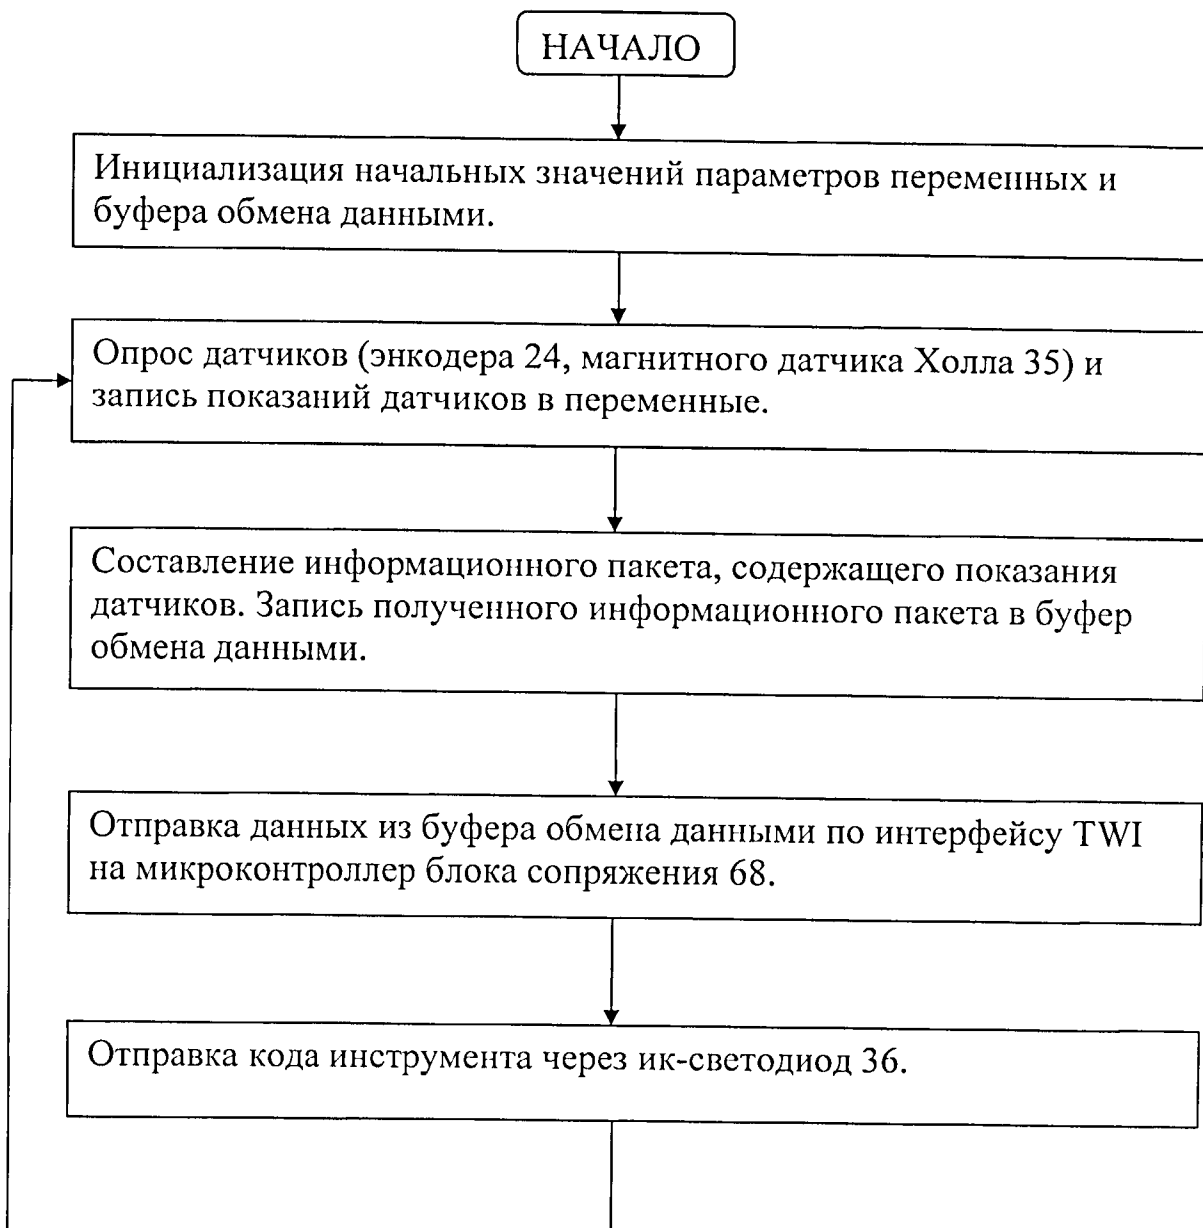 НАЧАЛО
Инициализация начальных значений параметров переменных и
буфера обмена данными.
Опрос датчиков (энкодера 24, магнитного датчика Холла 35) и
запись показаний датчиков в переменные.
Составление информационного пакета, содержащего показания
датчиков. Запись полученного информационного пакета в буфер
обмена данными.
Отправка данных из буфера обмена данными по интерфейсу TWI
на микроконтроллер блока сопряжения 68.
Отправка кода инструмента через ик-светодиод 36.